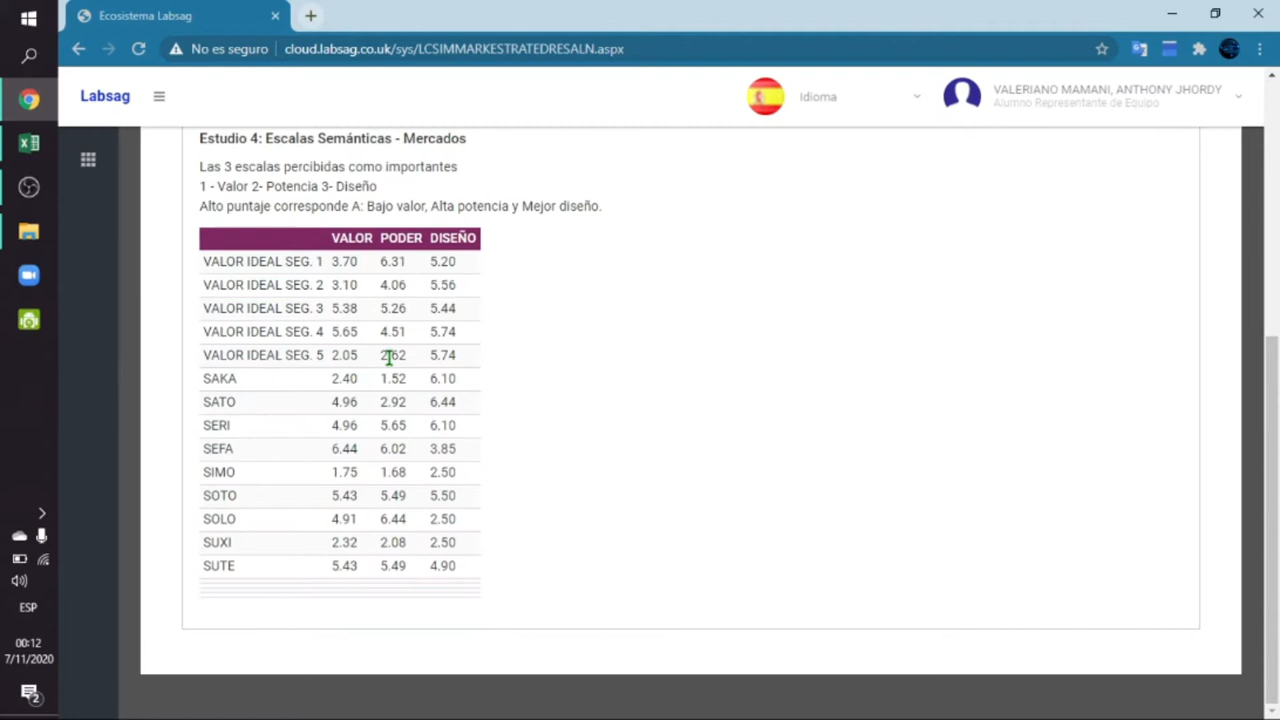 Ecosistema Labsag
No es seguro
cloud.labsag.co.uk/sys/LCSIMMARKESTRATEDRESALN.aspx
Labsag
Idioma
VALERIANO MAMANI, ANTHONY JHORDY
Alumno Representante de Equipo
Estudio 4: Escalas Semánticas - Mercados
Las 3 escalas percibidas como importantes
1 - Valor 2- Potencia 3- Diseño
Alto puntaje corresponde A: Bajo valor, Alta potencia y Mejor diseño.
VALOR PODER DISEÑO
VALOR IDEAL SEG. 1 3.70 6.31 5.20
VALOR IDEAL SEG. 2 3.10 4.06 5.56
VALOR IDEAL SEG. 3 5.38 5.26 5.44
VALOR IDEAL SEG. 4 5.65 4.51 5.74
VALOR IDEAL SEG. 5 2.05 2.62 5.74
SAKA 2.40 1.52 6.10
SATO 4.96 2.92 6.44
SERI 4.96 5.65 6.10
SEFA 6.44 6.02 3.85
SIMO 1.75 1.68 2.50
SOTO 5.43 5.49 5.50
SOLO 4.91 6.44 2.50
SUXI 2.32 2.08 2.50
SUTE 5.43 5.49 4.90
ESP
00:12
7/11/2020
2